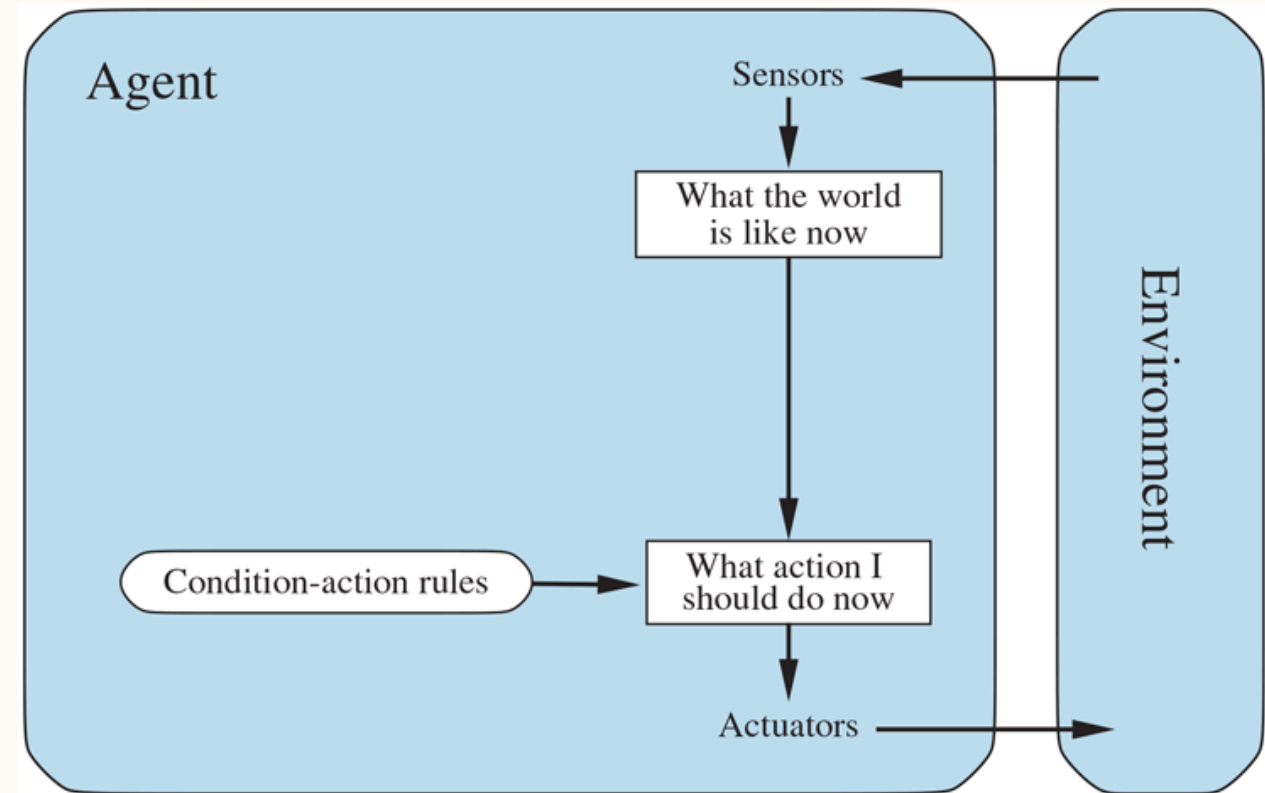 Agent
Sensors
What the world
is like now
Environment
Condition-action rules
What action I
should do now
Actuators